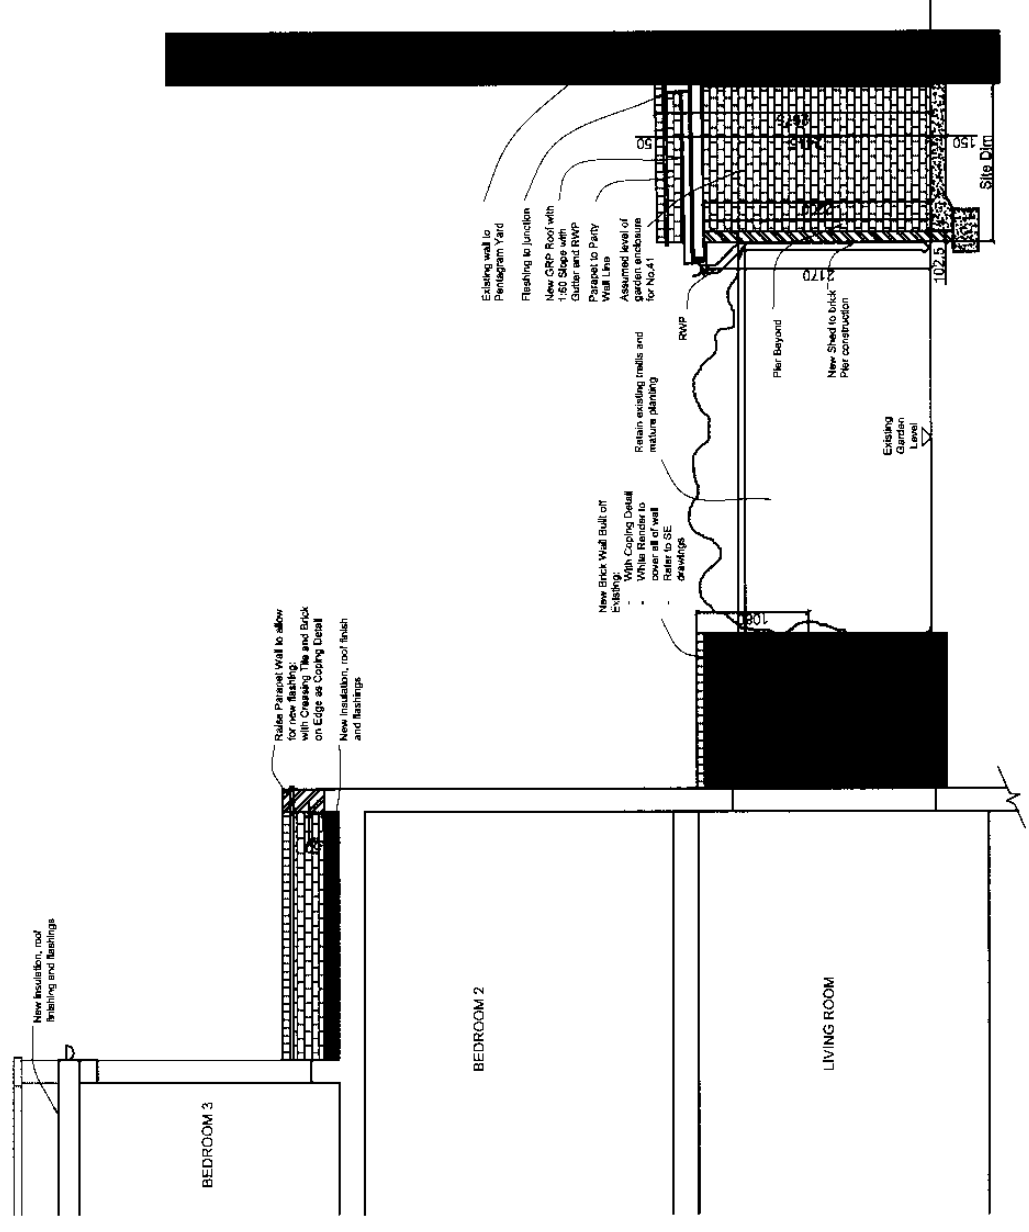 New insulation, roof
finishing and flashings
Raise Parapet Wall to allow
for new flashing;
with Creasing Tile and Brick
on Edge as Coping Detail
New insulation, roof finish
and flashings
Existing wall to
Pentagram Yard
Flashing to junction
New GRP Roof with
1:60 Slope with
Gutter and RWP
Parapet to Party
Wall Line
Assumed level of
garden enclosure
for No.41
RWP
Pier Beyond
New Shed to brick
Pier construction
Retain existing trellis and
mature planting
New Brick Wall Built off
Existing;
- With Coping Detail
- White Render to
cover all of wall
- Refer to SE
drawings
Existing
Garden
Level
50
2675
150
2170
102.5
Site Dim
1080
BEDROOM 3
BEDROOM 2
LIVING ROOM